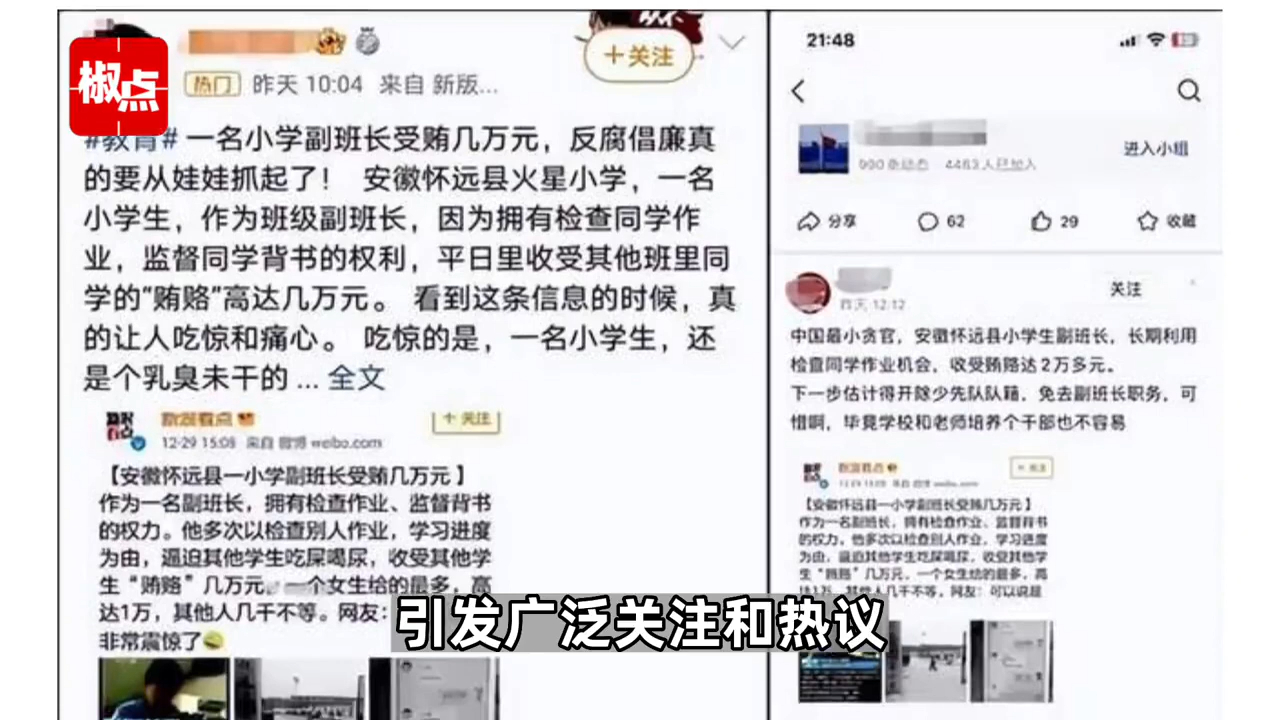 椒点
+关注
热门 昨天 10:04 来自 新版...
#教育# 一名小学副班长受贿几万元，反腐倡廉真
的要从娃娃抓起了！ 安徽怀远县火星小学，一名
小学生，作为班级副班长，因为拥有检查同学作
业，监督同学背书的权利，平日里收受其他班里同
学的“贿赂”高达几万元。 看到这条信息的时候，真
的让人吃惊和痛心。 吃惊的是，一名小学生，还
是个乳臭未干的 ... 全文
+ 关注
12-29 15:08 来自 微博 weibo.com
【安徽怀远县一小学副班长受贿几万元】
作为一名副班长，拥有检查作业、监督背书
的权力。他多次以检查别人作业，学习进度
为由，逼迫其他学生吃屎喝尿，收受其他学
生“贿赂”几万元。一个女生给的最多，高
达1万，其他人几千不等。网友：
非常震惊了
21:48
990 条动态 4463 人已加入
进入小组
分享 62 29 收藏
昨天 12:12
关注
中国最小贪官，安徽怀远县小学生副班长，长期利用
检查同学作业机会，收受贿赂达 2 万多元。
下一步估计得开除少先队队籍，免去副班长职务，可
惜啊，毕竟学校和老师培养个干部也不容易
+ 关注
【安徽怀远县一小学副班长受贿几万元】
作为一名副班长，拥有检查作业、监督背书
的权力。他多次以检查别人作业，学习进度
为由，逼迫其他学生吃屎喝尿，收受其他学
生“贿赂”几万元。一个女生给的最多，高
达1万，其他人几千不等。网友：可以说是
引发广泛关注和热议